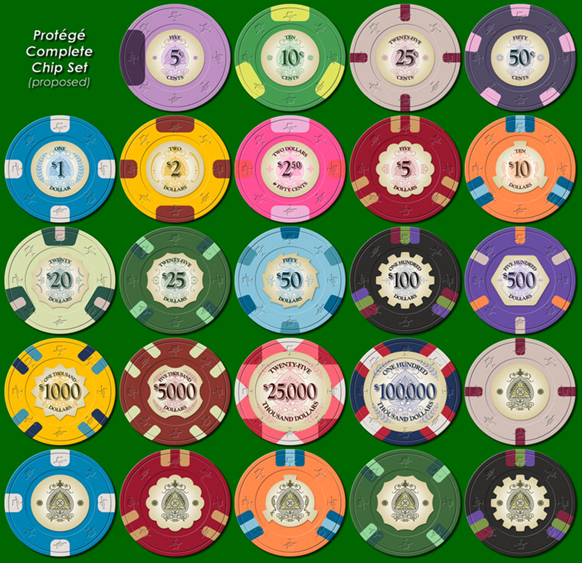 Protégé
Complete
Chip Set
(proposed)
FIVE
5¢
CENTS
TEN
10¢
CENTS
TWENTY-FIVE
25¢
CENTS
FIFTY
50¢
CENTS
ONE
$1
DOLLAR
TWO
$2
DOLLARS
TWO DOLLARS
$2.50
& FIFTY CENTS
FIVE
$5
DOLLARS
TEN
$10
DOLLARS
TWENTY
$20
DOLLARS
TWENTY-FIVE
$25
DOLLARS
FIFTY
$50
DOLLARS
ONE HUNDRED
$100
DOLLARS
FIVE HUNDRED
$500
DOLLARS
ONE THOUSAND
$1000
DOLLARS
FIVE THOUSAND
$5000
DOLLARS
TWENTY-FIVE
$25,000
THOUSAND DOLLARS
ONE HUNDRED
$100,000
THOUSAND DOLLARS